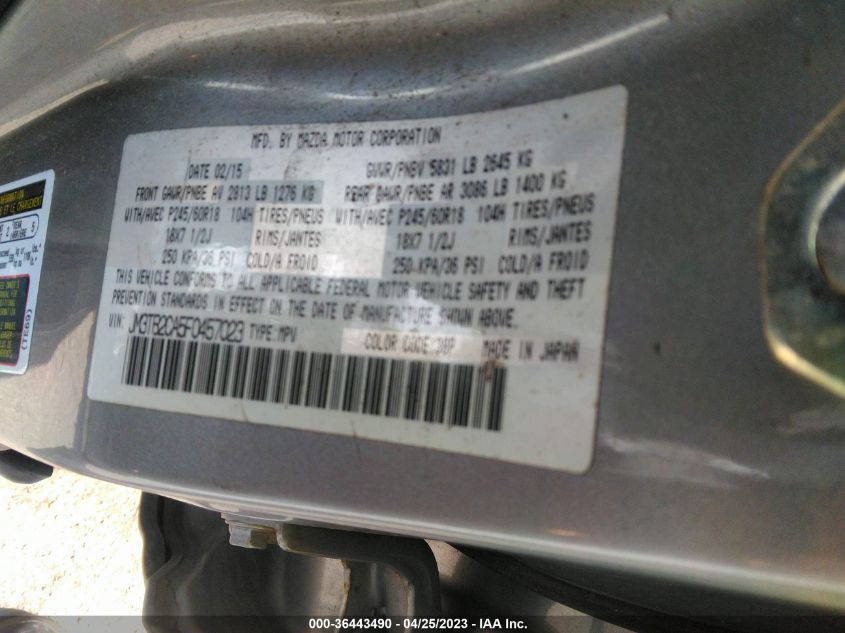 MFD. BY MAZDA MOTOR CORPORATION
DATE 02/15 GVWR/PNBV 5831 LB 2645 KG
FRONT GAWR/PNBE AV 2813 LB 1276 KG REAR GAWR/PNBE AR 3086 LB 1400 KG
WITH/AVEC P245/60R18 104H TIRES/PNEUS WITH/AVEC P245/60R18 104H TIRES/PNEUS
18X7 1/2J RIMS/JANTES 18X7 1/2J RIMS/JANTES
250 KPA/36 PSI COLD/A FROID 250 KPA/36 PSI COLD/A FROID
THIS VEHICLE CONFORMS TO ALL APPLICABLE FEDERAL MOTOR VEHICLE SAFETY AND THEFT
PREVENTION STANDARDS IN EFFECT ON THE DATE OF MANUFACTURE SHOWN ABOVE.
VIN: JM3TB2CA5F0457023 TYPE:MPV COLOR CODE: MADE IN JAPAN
(TE69)
000-36443490 - 04/25/2023 - IAA Inc.